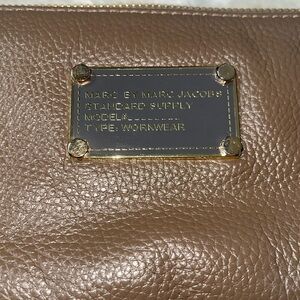 MARC BY MARC JACOBS
STANDARD SUPPLY
MODEL#.........
TYPE: WORKWEAR